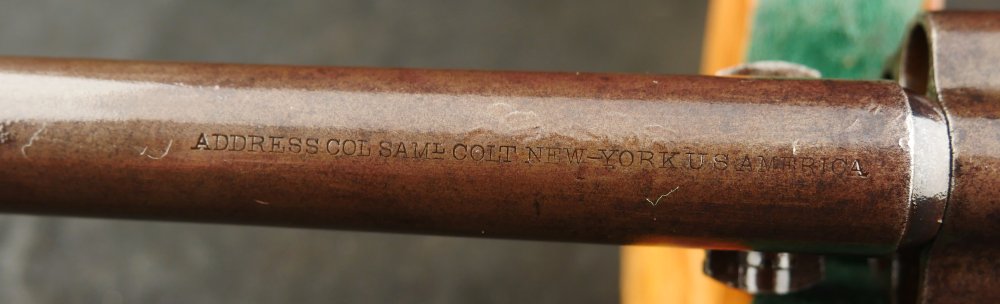 ADDRESS COL SAMᴸ COLT NEW-YORK U.S. AMERICA